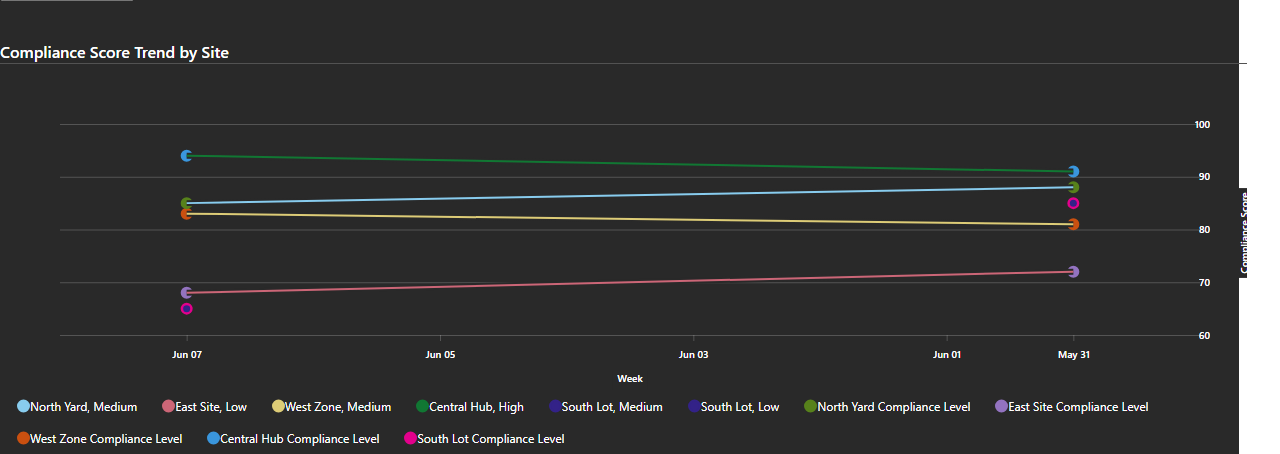 Compliance Score Trend by Site
100
90
80
70
60
Compliance Score
Jun 07 Jun 05 Jun 03 Jun 01 May 31
Week
North Yard, Medium East Site, Low West Zone, Medium Central Hub, High South Lot, Medium South Lot, Low North Yard Compliance Level East Site Compliance Level
West Zone Compliance Level Central Hub Compliance Level South Lot Compliance Level